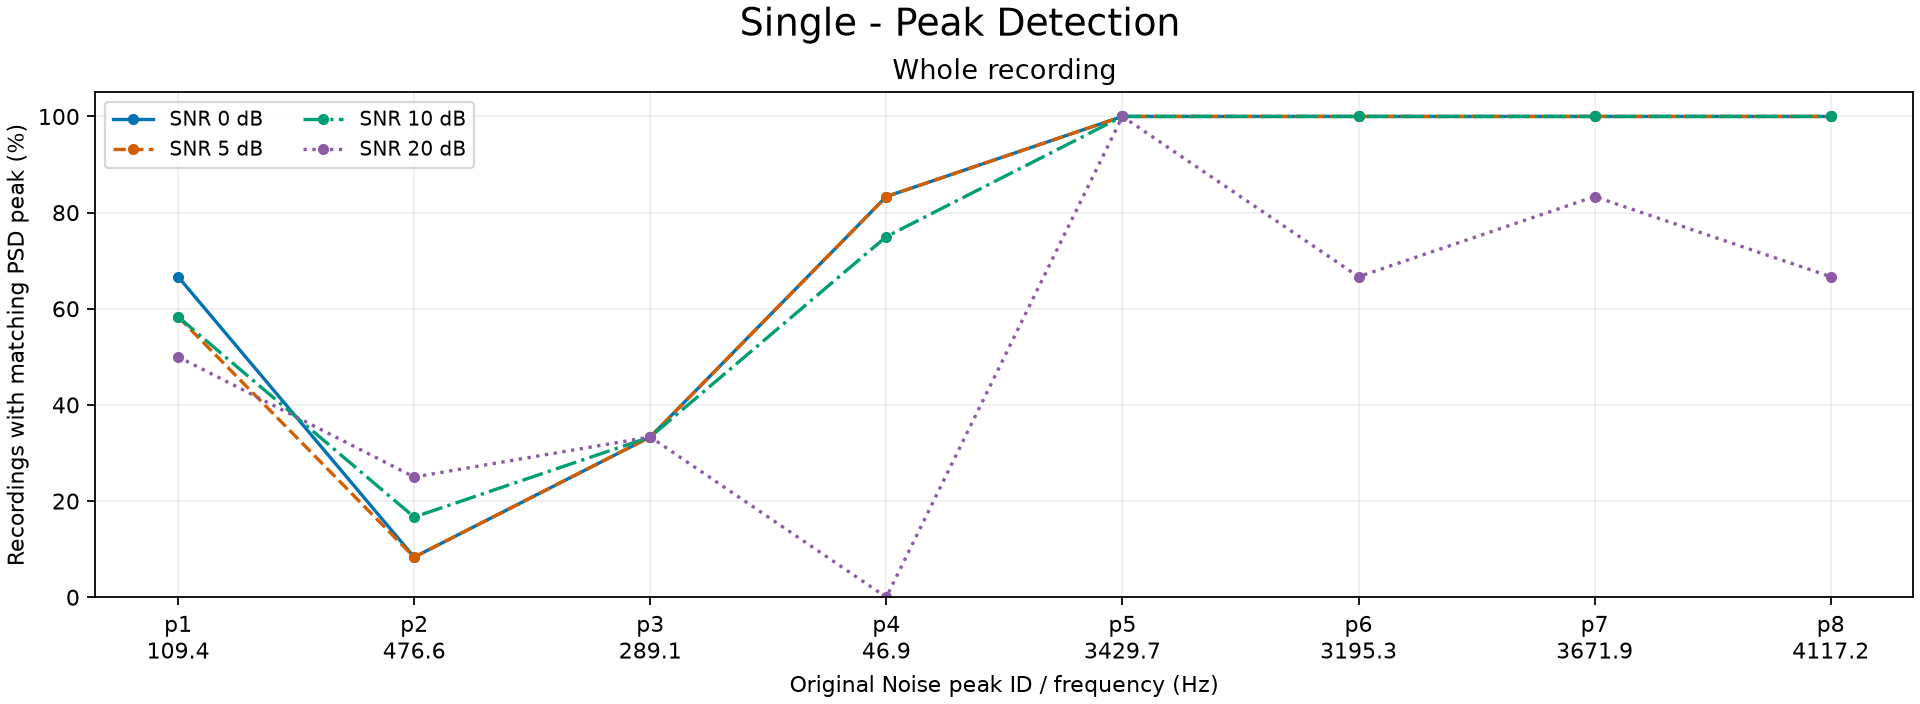 Single - Peak Detection
Whole recording
SNR 0 dB
SNR 5 dB
SNR 10 dB
SNR 20 dB
Recordings with matching PSD peak (%)
100
80
60
40
20
0
p1 p2 p3 p4 p5 p6 p7 p8
109.4 476.6 289.1 46.9 3429.7 3195.3 3671.9 4117.2
Original Noise peak ID / frequency (Hz)